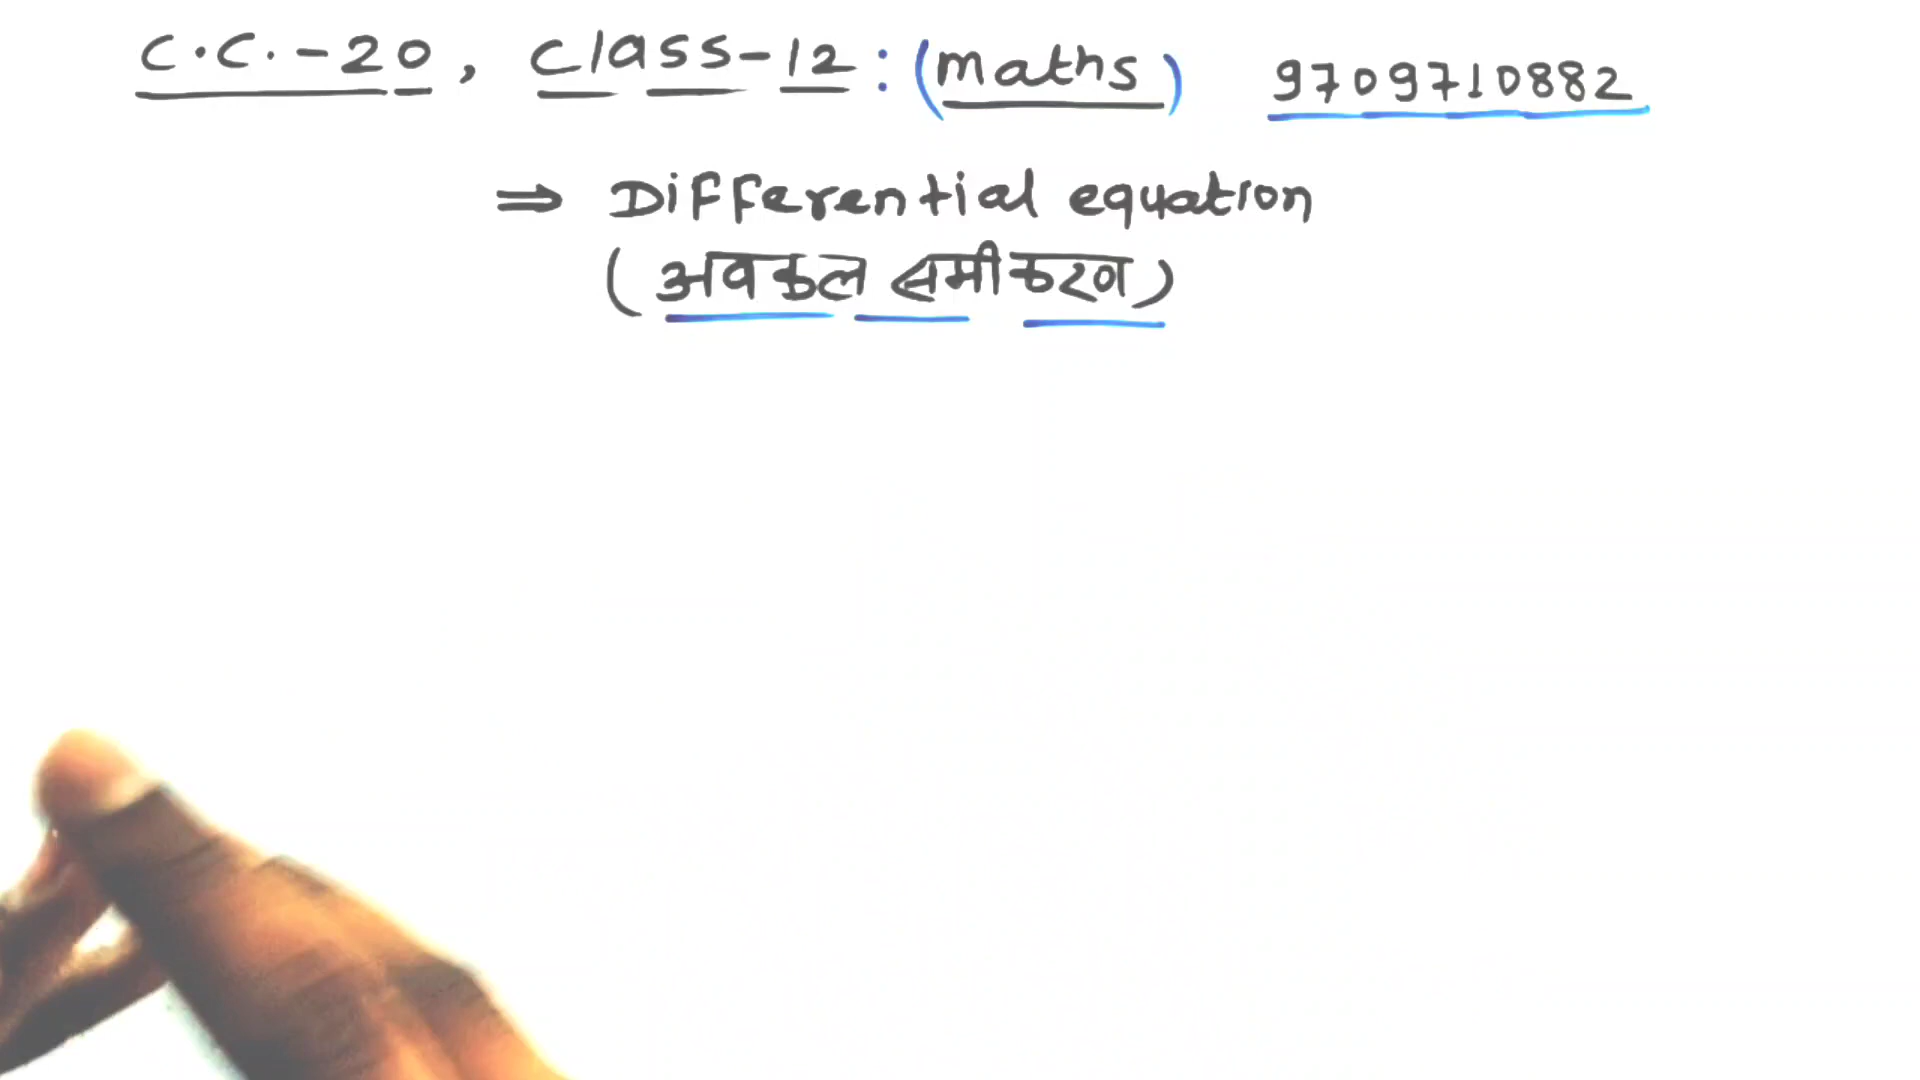 C.C.-20, Class-12: (maths) 9709710882
⇒ Differential equation
(अवकल समीकरण)